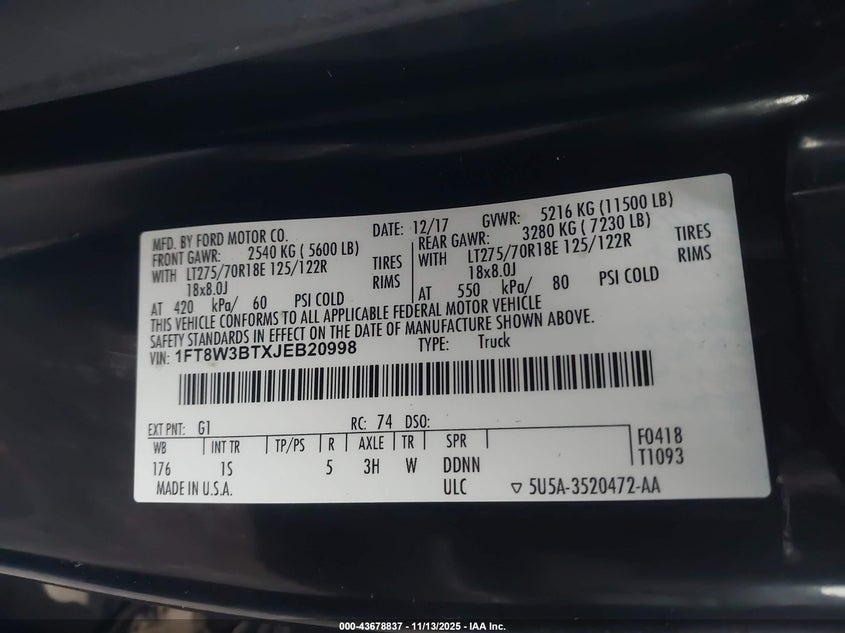 MFD. BY FORD MOTOR CO. DATE: 12/17 GVWR: 5216 KG (11500 LB)
FRONT GAWR: 2540 KG ( 5600 LB) REAR GAWR: 3280 KG ( 7230 LB)
WITH LT275/70R18E 125/122R TIRES WITH LT275/70R18E 125/122R TIRES
18x8.0J RIMS 18x8.0J RIMS
AT 420 kPa/ 60 PSI COLD AT 550 kPa/ 80 PSI COLD
THIS VEHICLE CONFORMS TO ALL APPLICABLE FEDERAL MOTOR VEHICLE
SAFETY STANDARDS IN EFFECT ON THE DATE OF MANUFACTURE SHOWN ABOVE.
VIN: 1FT8W3BTXJEB20998 TYPE: Truck
EXT PNT: G1 RC: 74 DSO:
WB INT TR TP/PS R AXLE TR SPR F0418
176 1S 5 3H W DDNN T1093
MADE IN U.S.A. ULC ▽ 5U5A-3520472-AA
000-43678837 - 11/13/2025 - IAA Inc.